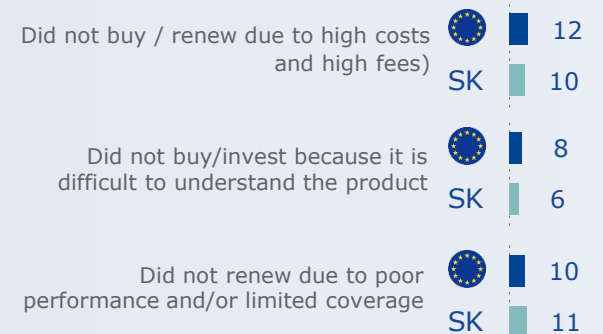 Did not buy / renew due to high costs
and high fees)
12
SK 10
Did not buy/invest because it is
difficult to understand the product
8
SK 6
Did not renew due to poor
performance and/or limited coverage
10
SK 11